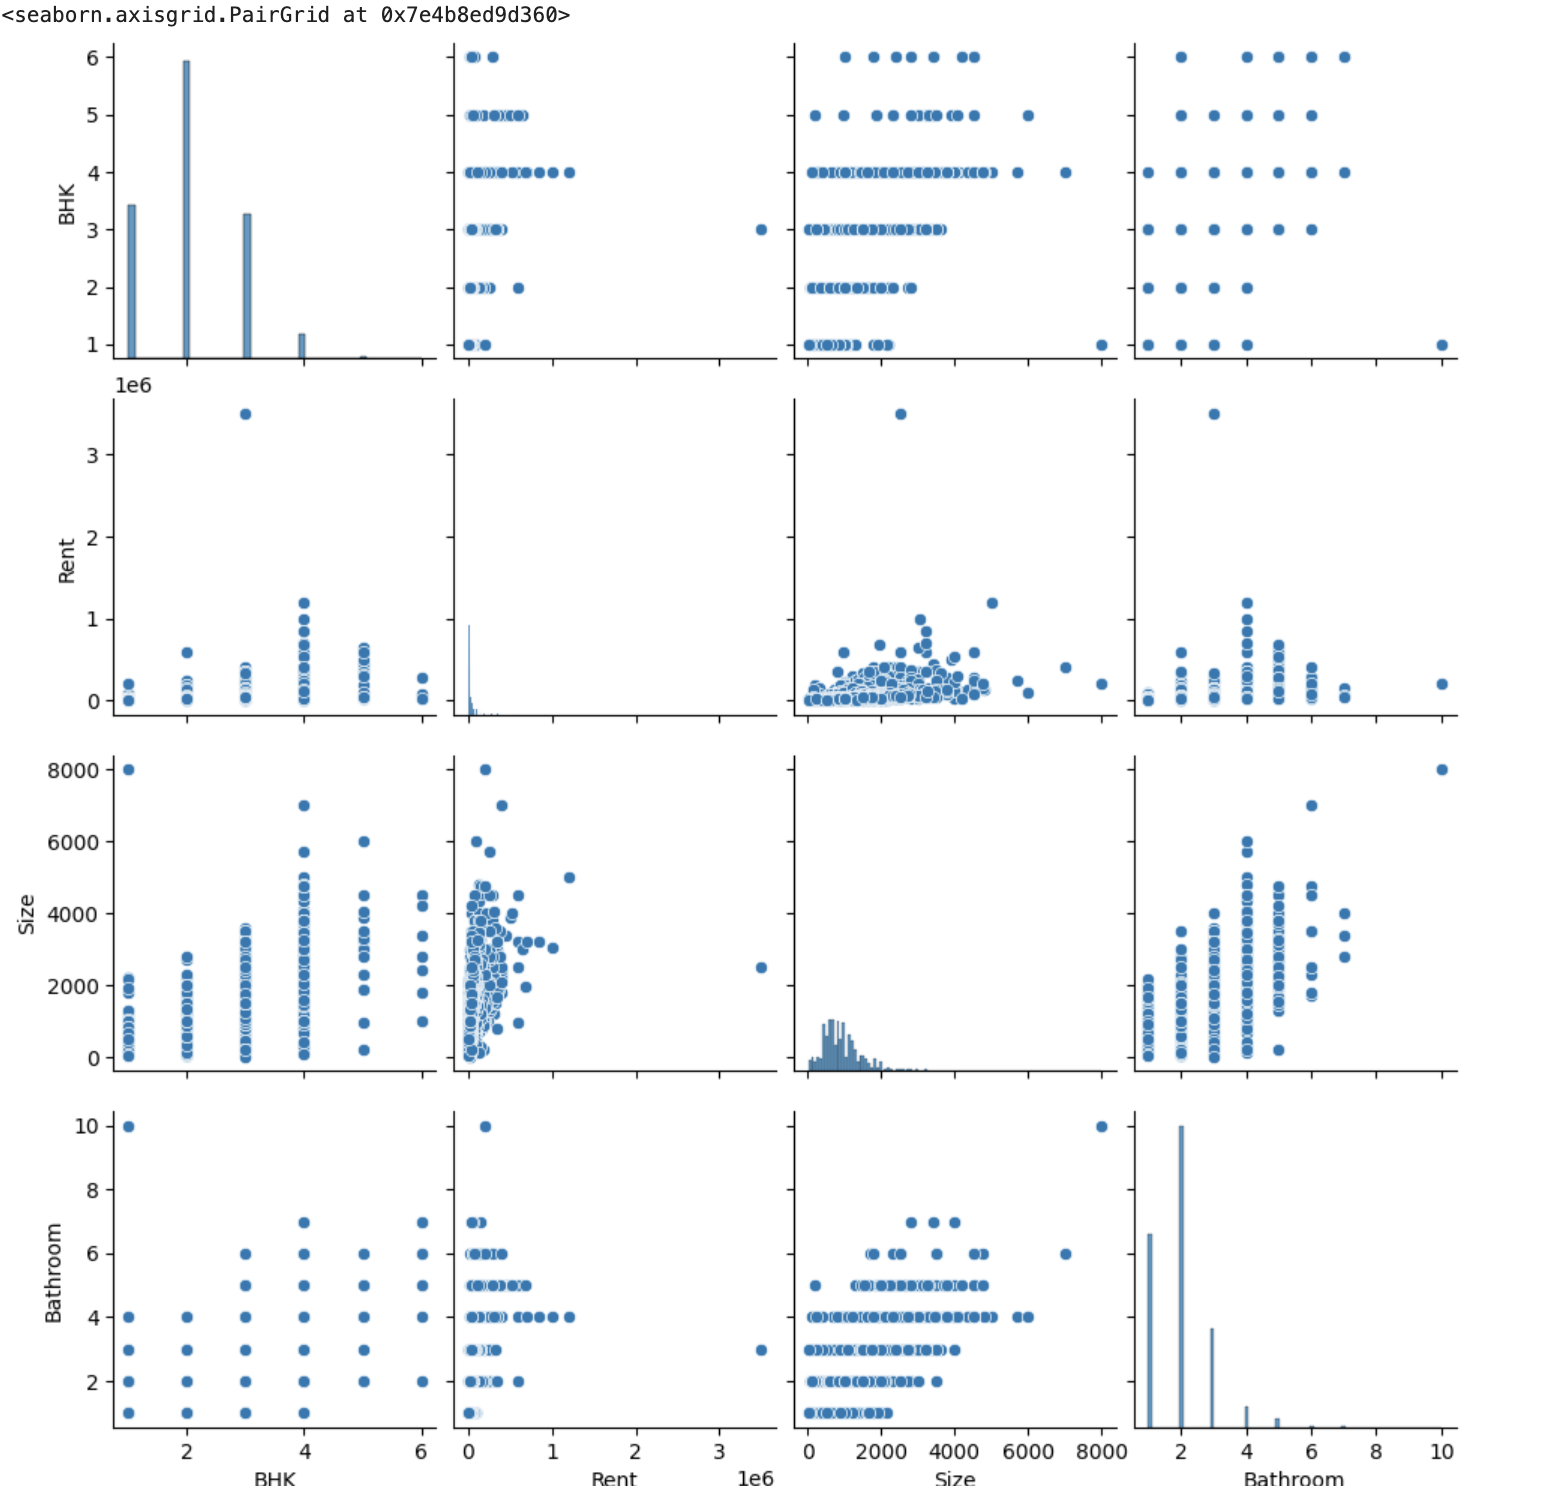 <seaborn.axisgrid.PairGrid at 0x7e4b8ed9d360>
6
5
4
3
2
1
BHK
1e6
3
2
1
0
Rent
8000
6000
4000
2000
0
Size
10
8
6
4
2
Bathroom
2 4 6
0 1 2 3
0 2000 4000 6000 8000
2 4 6 8 10
BHK
Rent
1e6
Size
Bathroom